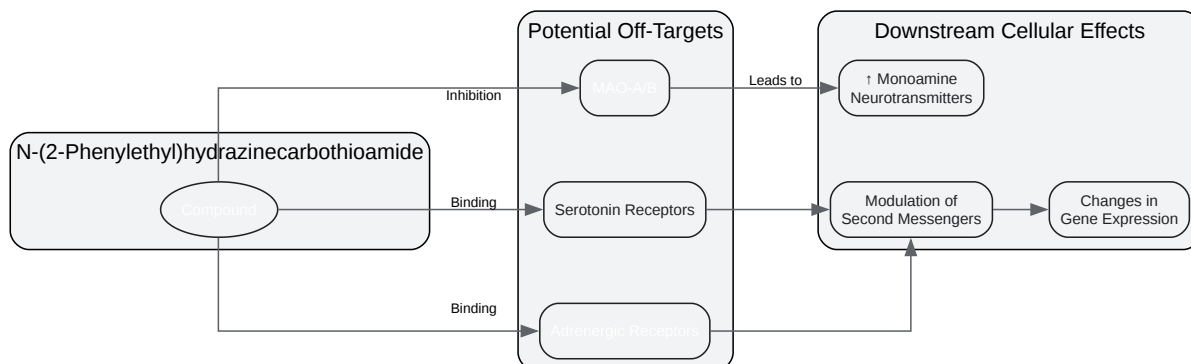 Potential Off-Targets
Downstream Cellular Effects
Inhibition
MAO-A/B
Leads to
↑ Monoamine
Neurotransmitters
N-(2-Phenylethyl)hydrazinecarbothioamide
Compound
Binding
Serotonin Receptors
Modulation of
Second Messengers
Changes in
Gene Expression
Binding
Adrenergic Receptors